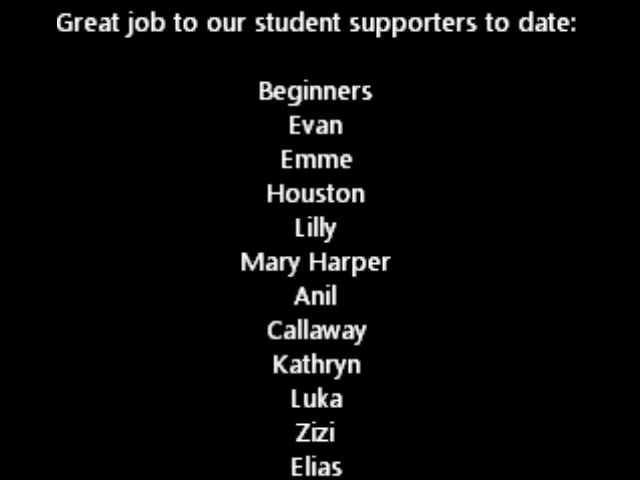 Great job to our student supporters to date:
Beginners
Evan
Emme
Houston
Lilly
Mary Harper
Anil
Callaway
Kathryn
Luka
Zizi
Elias